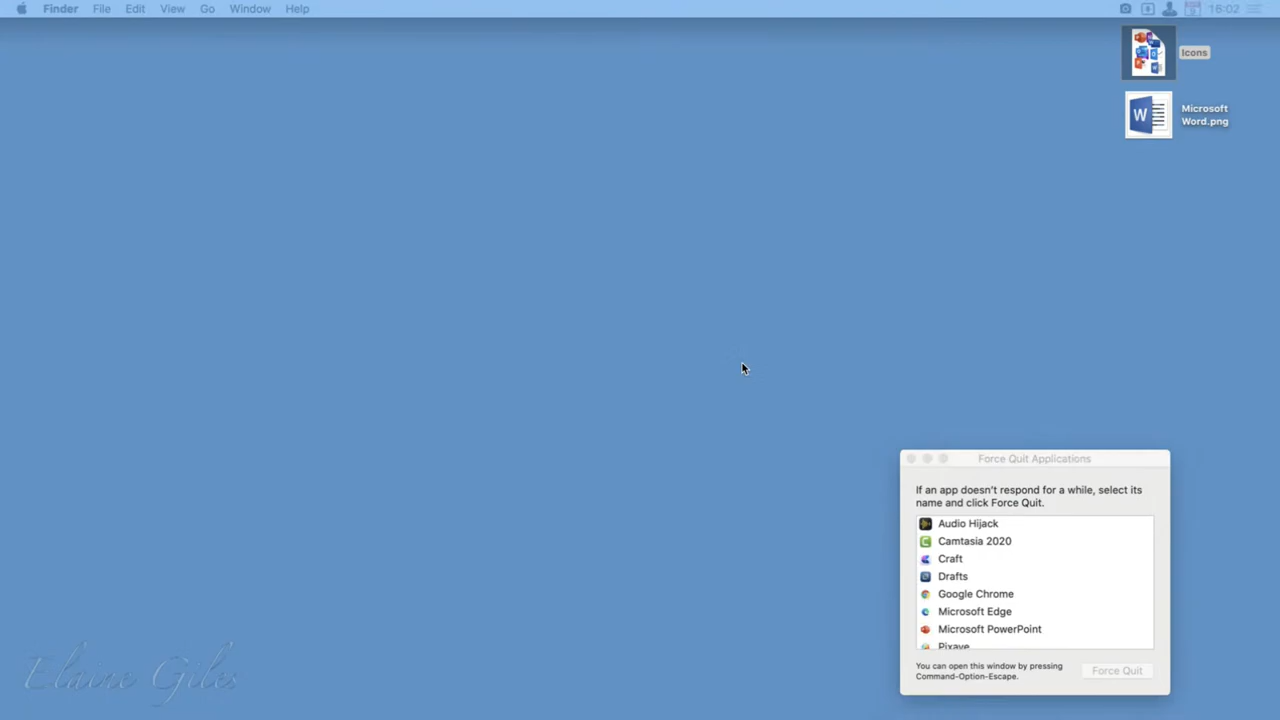 Finder File Edit View Go Window Help 16:02
Icons
Microsoft
Word.png
W
Force Quit Applications
If an app doesn't respond for a while, select its
name and click Force Quit.
Audio Hijack
Camtasia 2020
Craft
Drafts
Google Chrome
Microsoft Edge
Microsoft PowerPoint
Pixave
You can open this window by pressing
Command-Option-Escape.
Force Quit
Elaine Giles